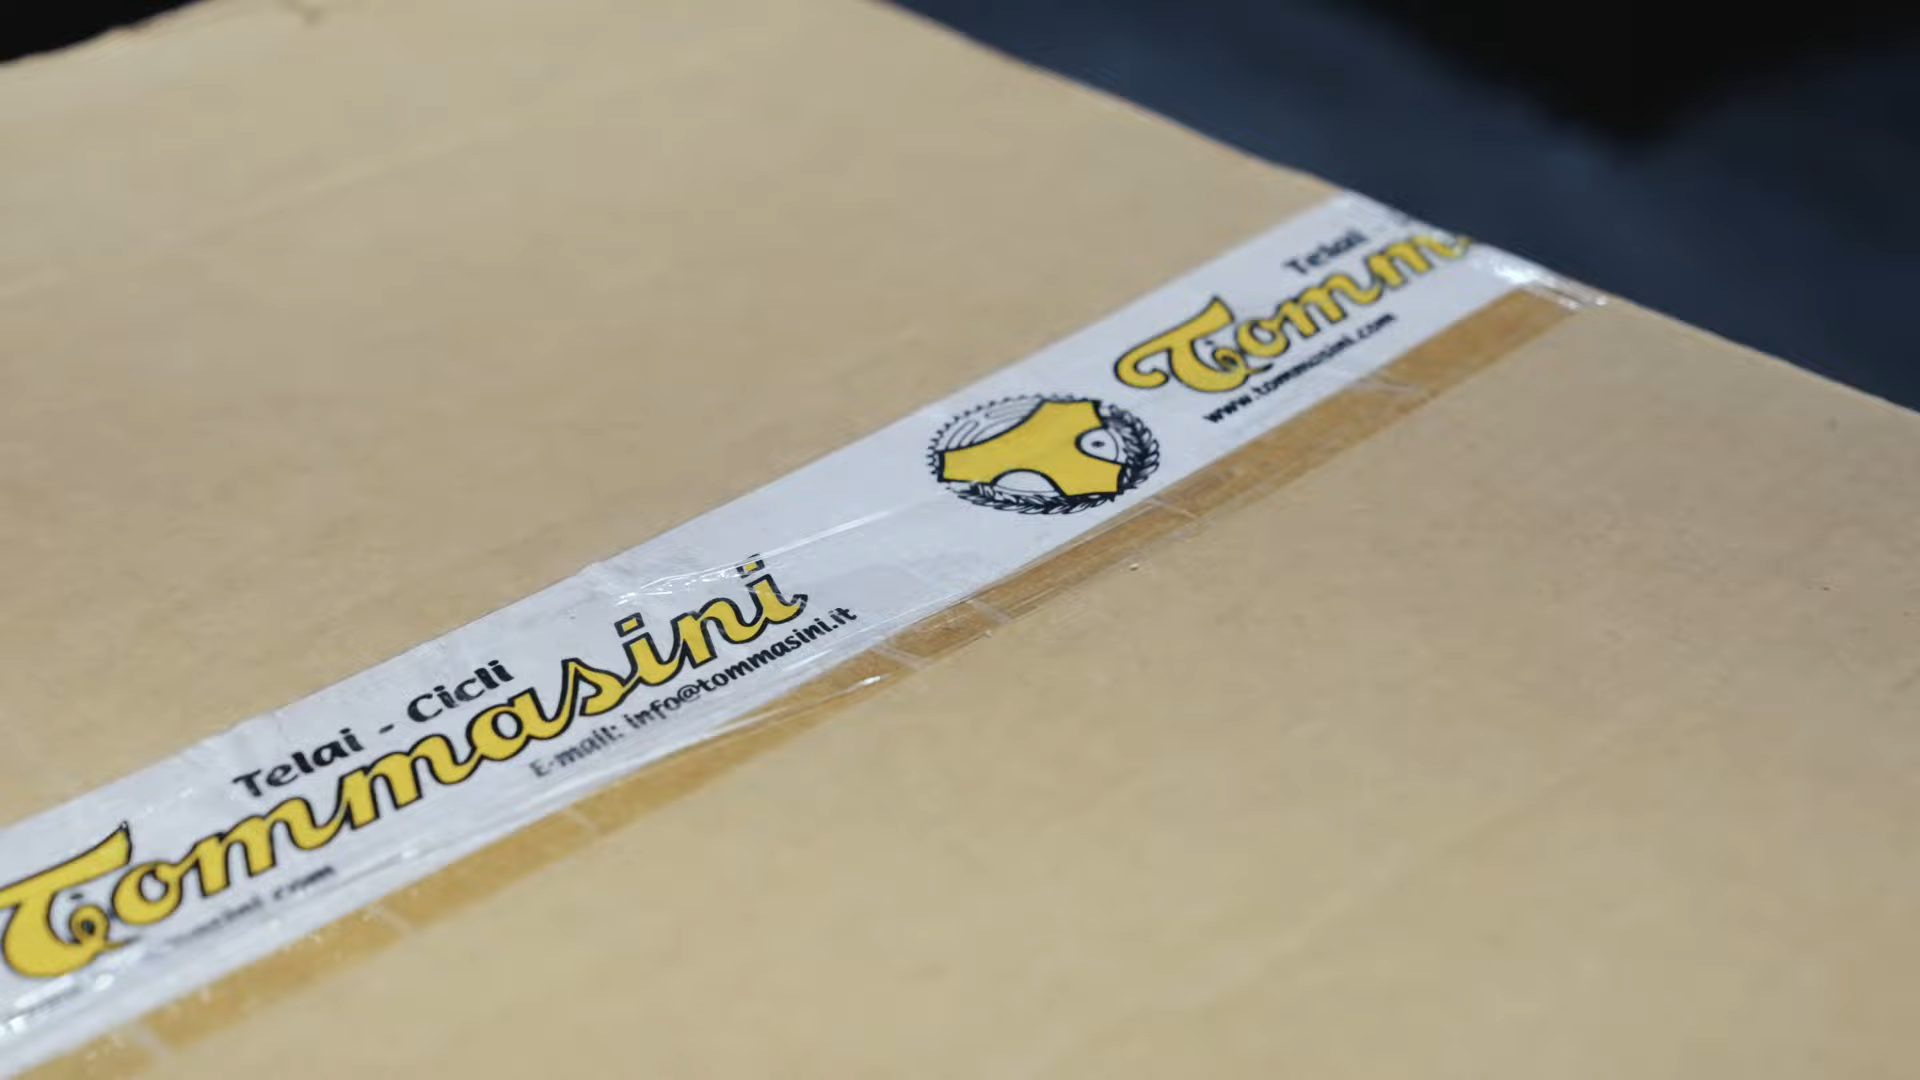 Telai - Cicli
Tommasini
E-mail: info@tommasini.it
Telai -
Tomm
www.tommasini.com